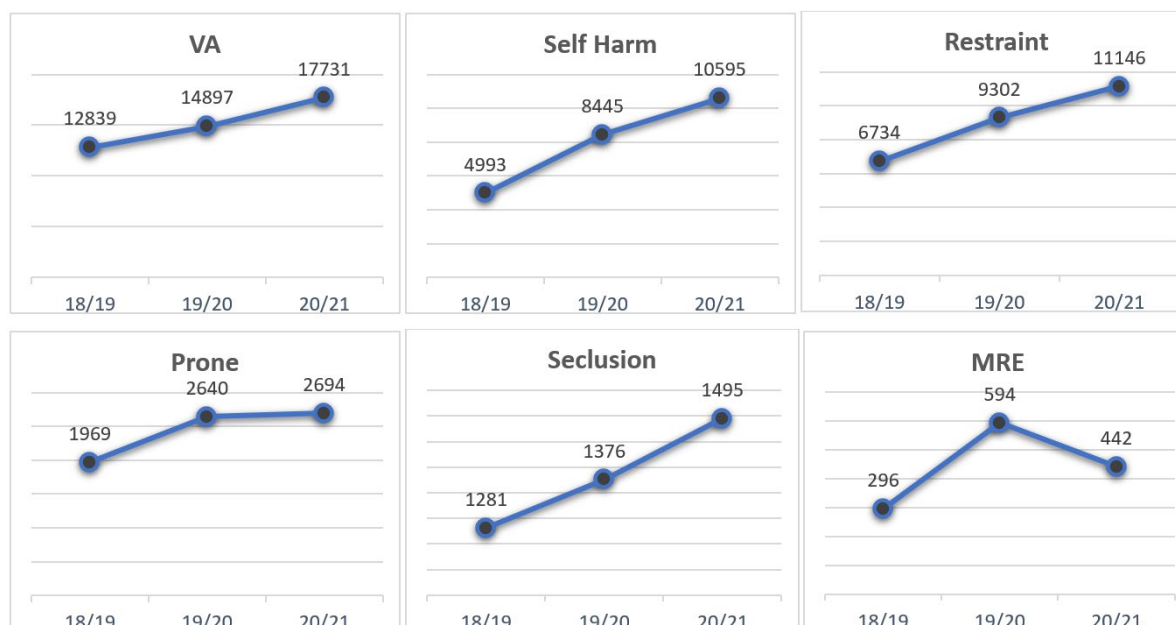 VA
12839
14897
17731
18/19 19/20 20/21
Self Harm
4993
8445
10595
18/19 19/20 20/21
Restraint
6734
9302
11146
18/19 19/20 20/21
Prone
1969
2640
2694
18/19 19/20 20/21
Seclusion
1281
1376
1495
18/19 19/20 20/21
MRE
296
594
442
18/19 19/20 20/21